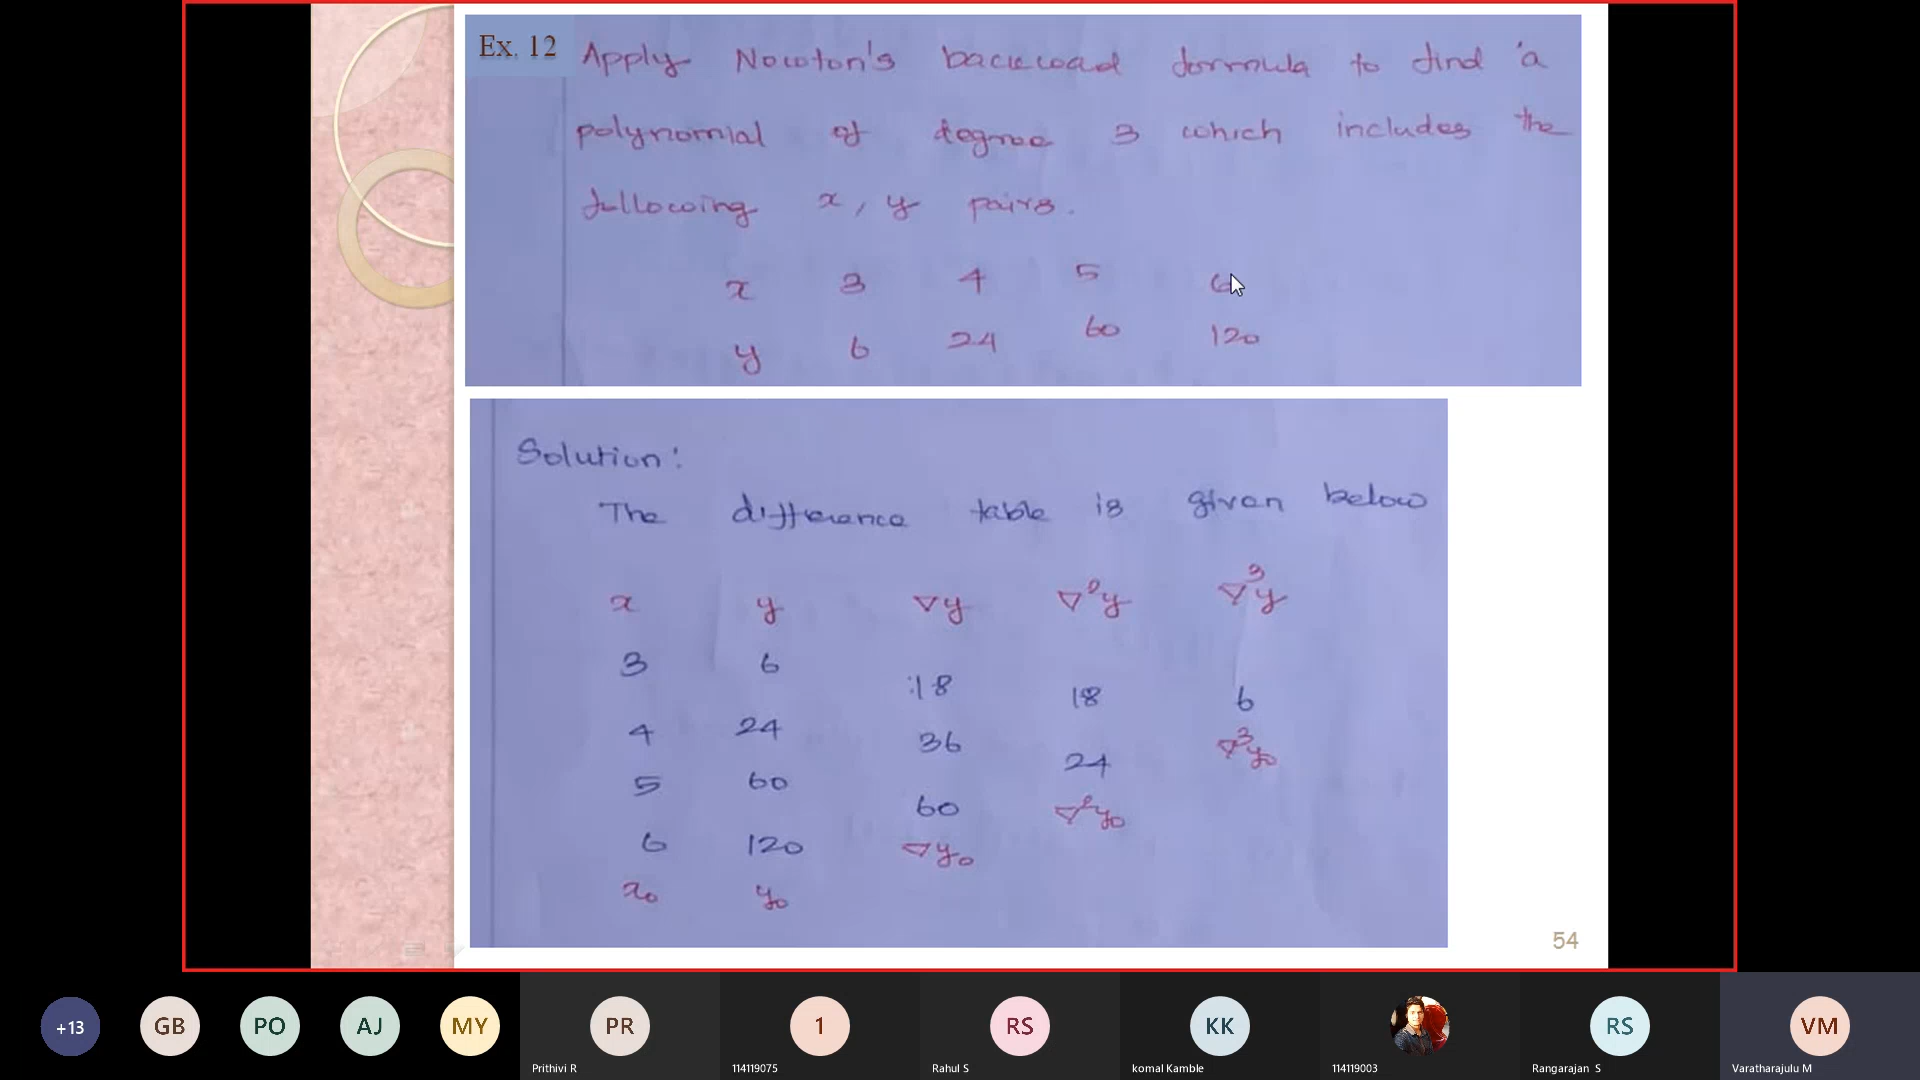 Ex. 12 Apply Newton's backward formula to find a
polynomial of degree 3 which includes the
following x, y pairs.
x 3 4 5 6
y 6 24 60 120
Solution:
The difference table is given below
x y ∇y ∇²y ∇³y
3 6
18 18 6
4 24 36 ∇³y₀
24
5 60
60 ∇²y₀
6 120 ∇y₀
x₀ y₀
54
+13 GB PO AJ MY PR 1 RS KK RS VM
Prithivi R 114119075 Rahul S komal Kamble 114119003 Rangarajan S Varatharajulu M